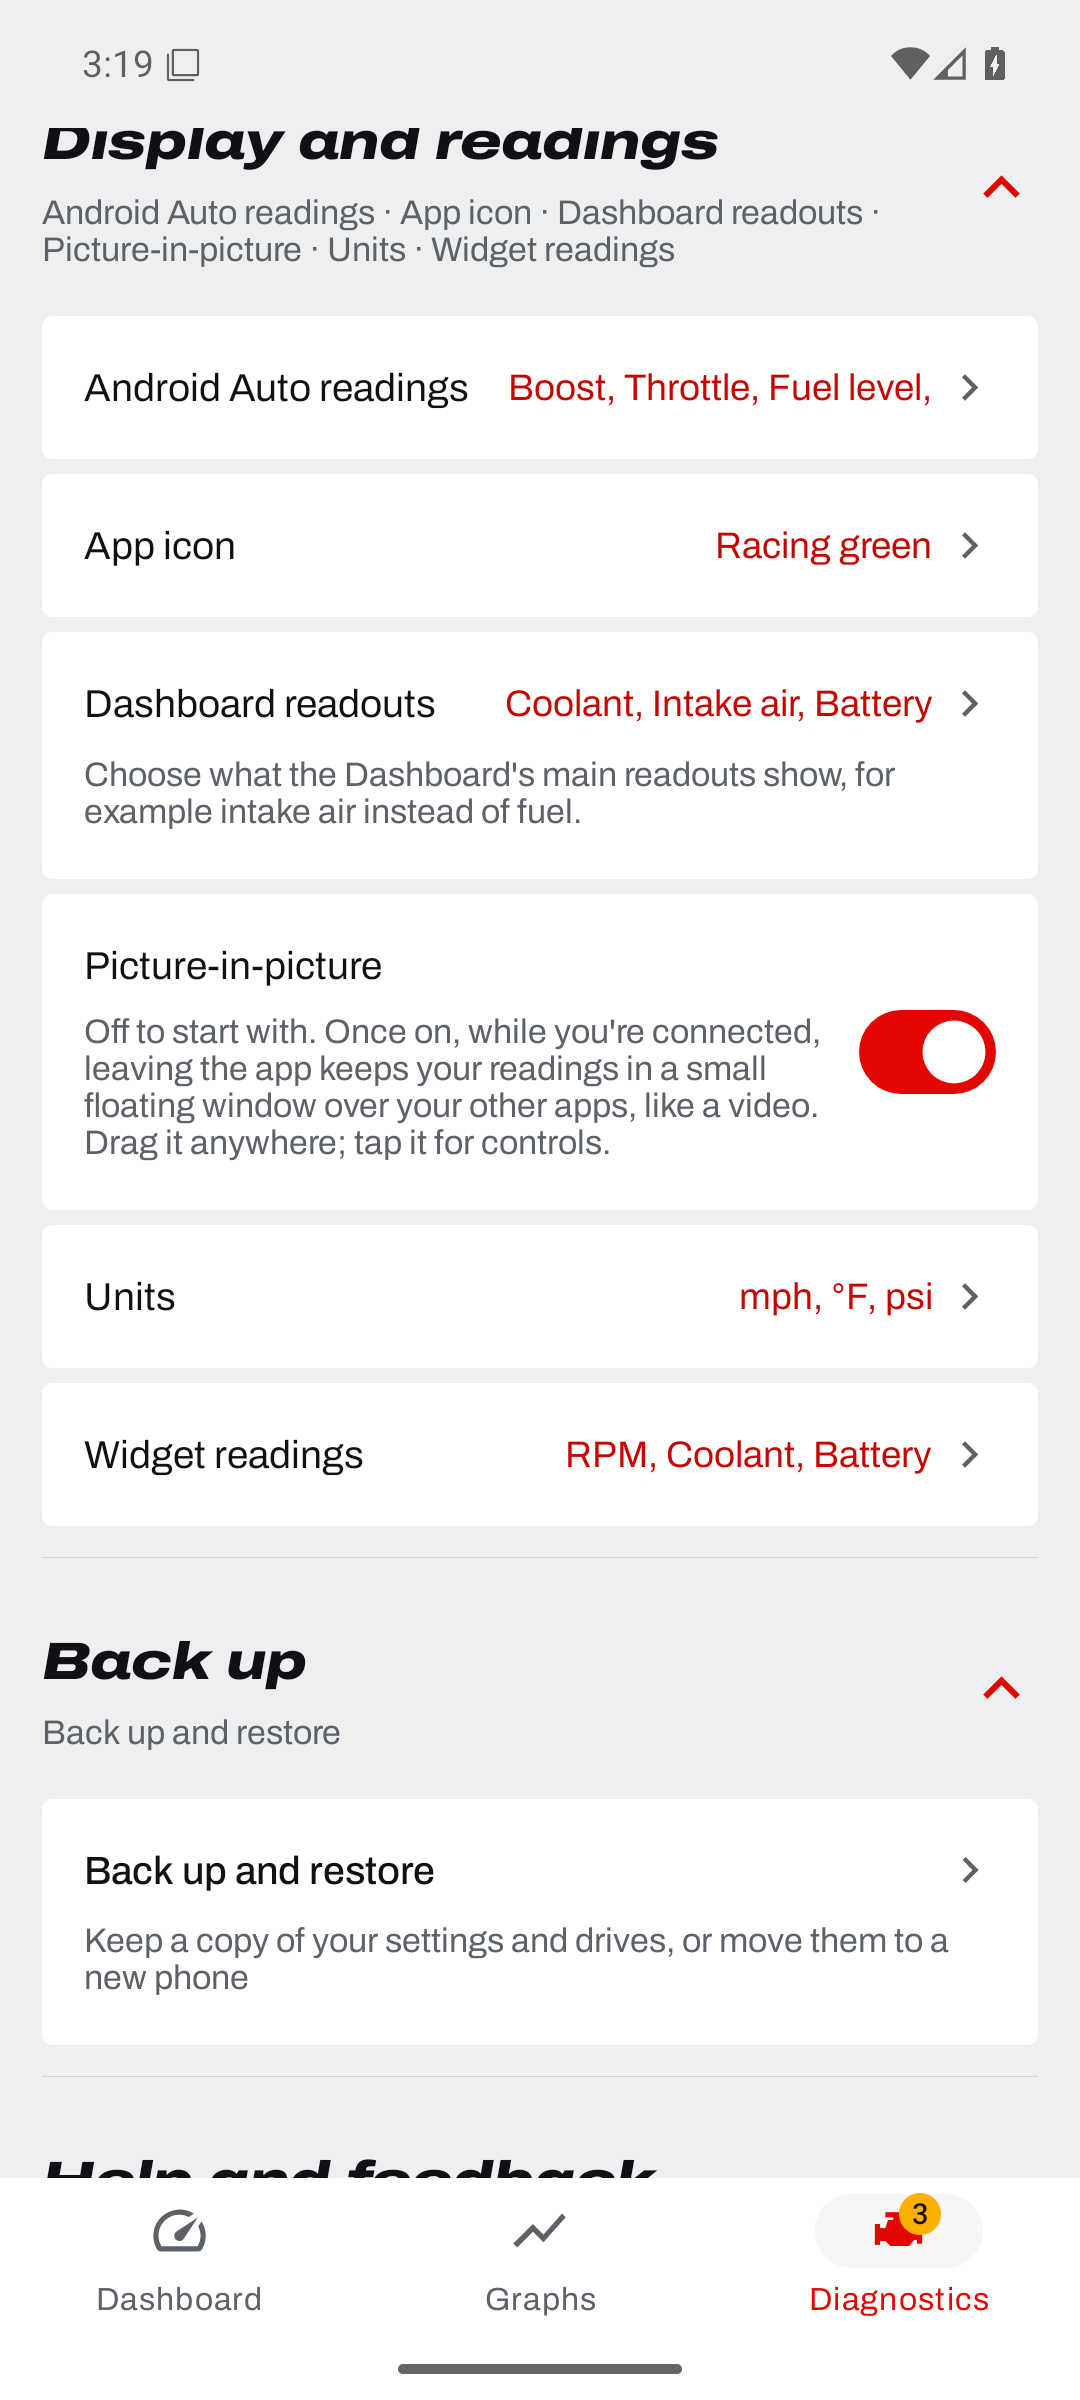 3:19
Display and readings
Android Auto readings · App icon · Dashboard readouts ·
Picture-in-picture · Units · Widget readings
Android Auto readings Boost, Throttle, Fuel level,
App icon Racing green
Dashboard readouts Coolant, Intake air, Battery
Choose what the Dashboard's main readouts show, for
example intake air instead of fuel.
Picture-in-picture
Off to start with. Once on, while you're connected,
leaving the app keeps your readings in a small
floating window over your other apps, like a video.
Drag it anywhere; tap it for controls.
Units mph, °F, psi
Widget readings RPM, Coolant, Battery
Back up
Back up and restore
Back up and restore
Keep a copy of your settings and drives, or move them to a
new phone
Help and feedback
3
Dashboard Graphs Diagnostics